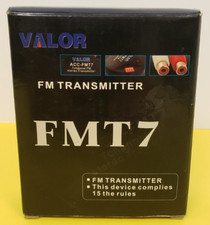 VALOR
VALOR
ACC-FMT7
FM TRANSMITTER
FMT7
• FM TRANSMITTER
• This device complies
15 the rules